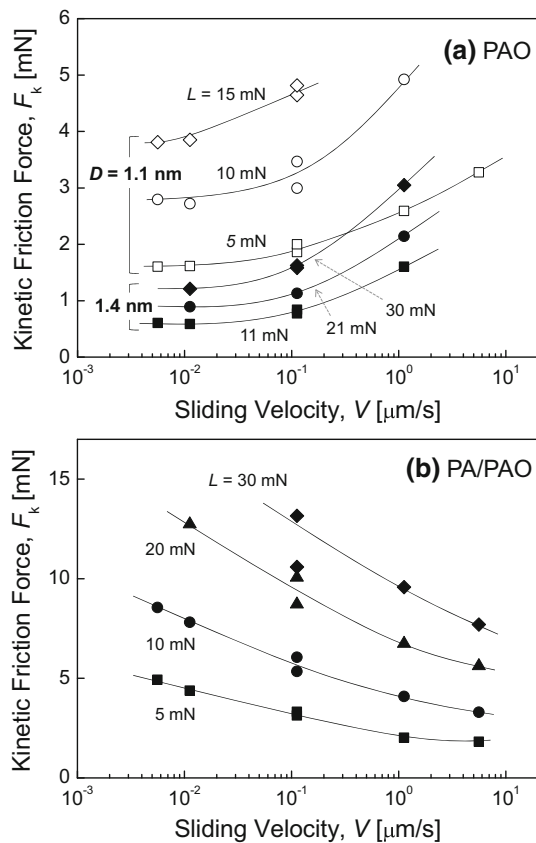 6
(a) PAO
5
L = 15 mN
4
D = 1.1 nm
10 mN
3
5 mN
2
1.4 nm
30 mN
1
21 mN
11 mN
0
Kinetic Friction Force, Fk [mN]
10-3 10-2 10-1 100 101
Sliding Velocity, V [μm/s]
(b) PA/PAO
15
L = 30 mN
20 mN
10
10 mN
5
5 mN
0
Kinetic Friction Force, Fk [mN]
10-3 10-2 10-1 100 101
Sliding Velocity, V [μm/s]